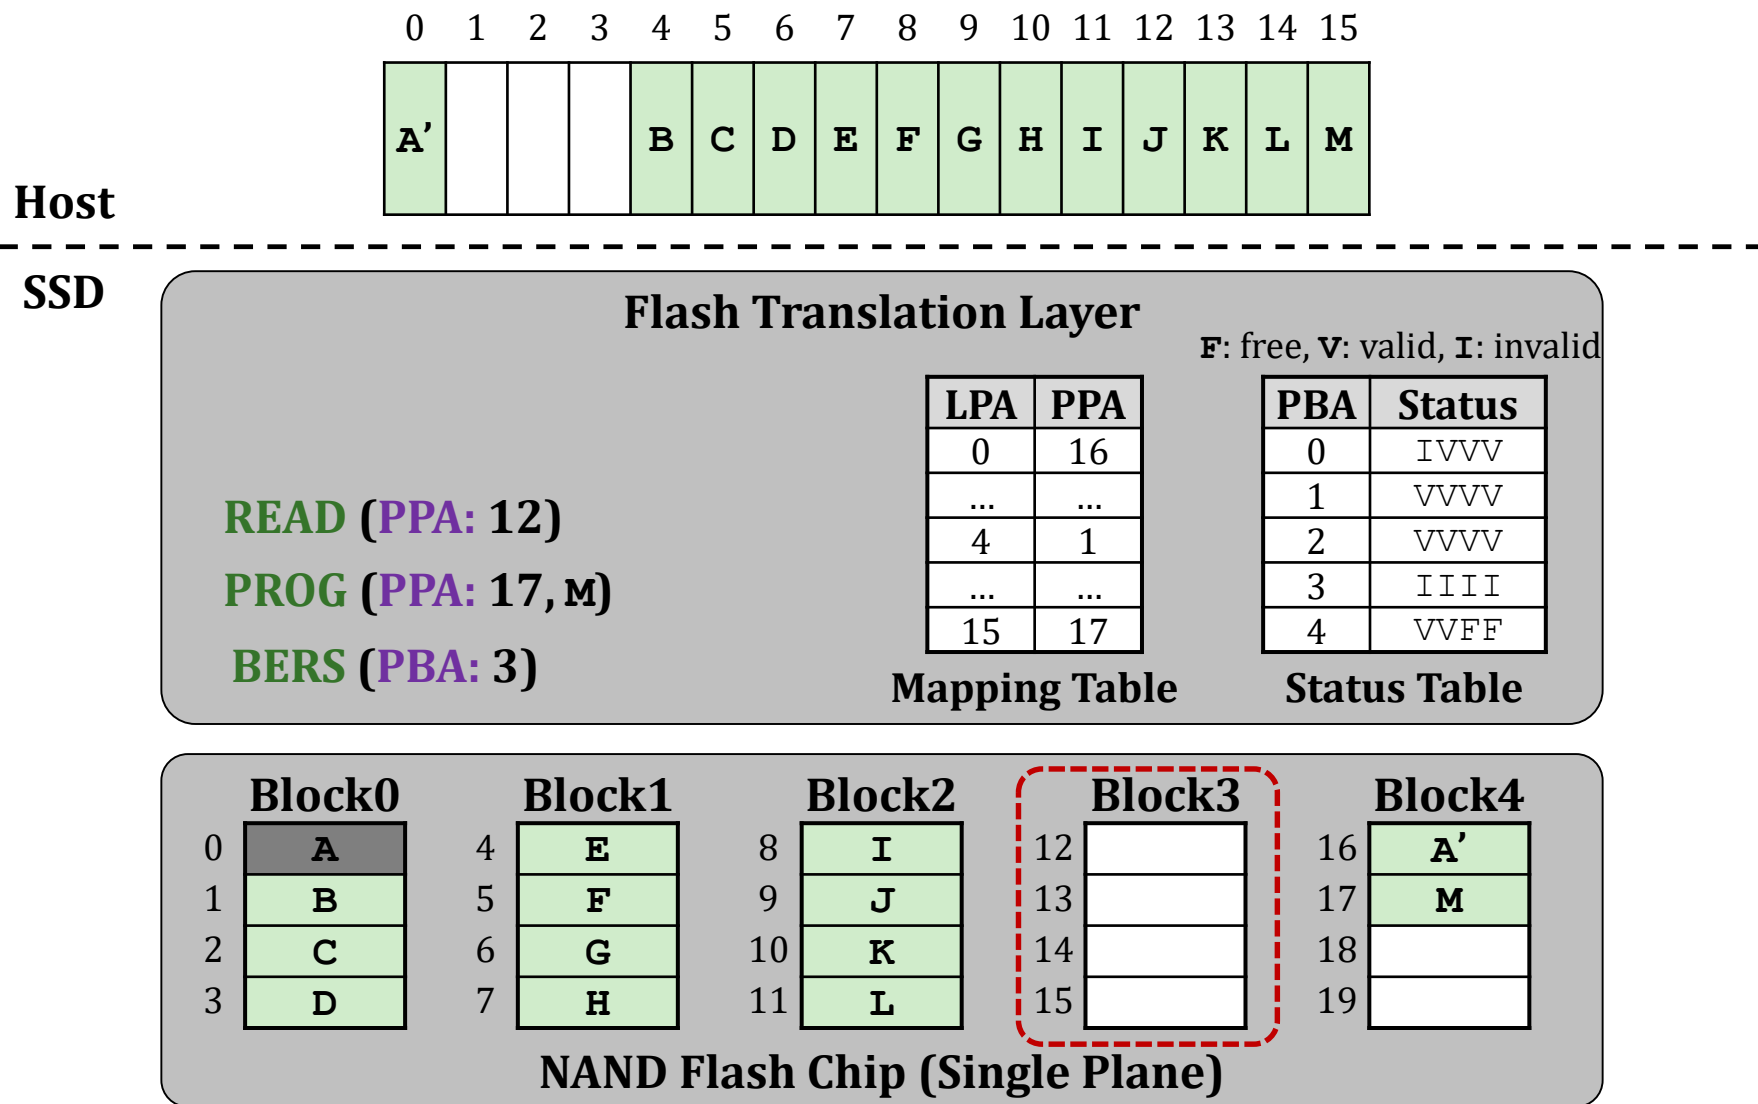 0 1 2 3 4 5 6 7 8 9 10 11 12 13 14 15
A’ B C D E F G H I J K L M
Host
SSD
Flash Translation Layer
F: free, V: valid, I: invalid
LPA PPA
0 16
... ...
4 1
... ...
15 17
Mapping Table
PBA Status
0 IVVV
1 VVVV
2 VVVV
3 IIII
4 VVFF
Status Table
READ (PPA: 12)
PROG (PPA: 17, M)
BERS (PBA: 3)
Block0
0 A
1 B
2 C
3 D
Block1
4 E
5 F
6 G
7 H
Block2
8 I
9 J
10 K
11 L
Block3
12
13
14
15
Block4
16 A’
17 M
18
19
NAND Flash Chip (Single Plane)